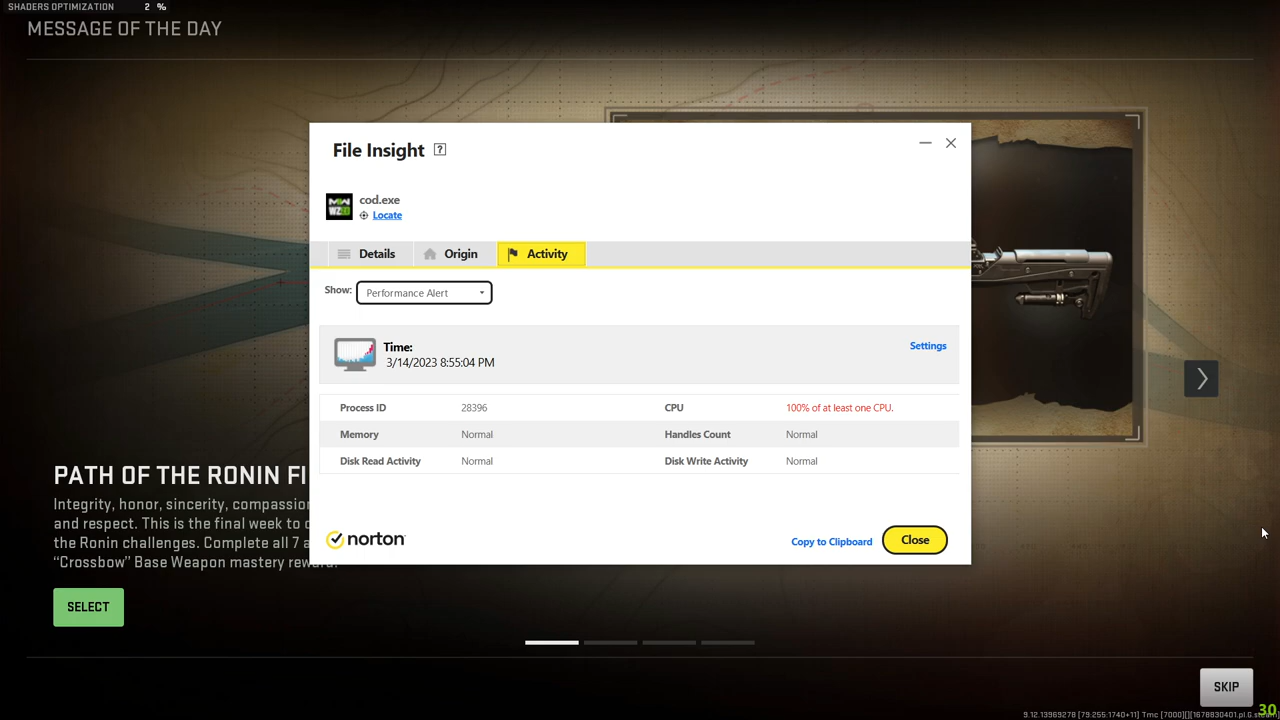 SHADERS OPTIMIZATION 2 %
MESSAGE OF THE DAY
File Insight ?
cod.exe
Locate
Details Origin Activity
Show: Performance Alert
Time:
3/14/2023 8:55:04 PM
Settings
Process ID 28396 CPU 100% of at least one CPU.
Memory Normal Handles Count Normal
Disk Read Activity Normal Disk Write Activity Normal
norton
Copy to Clipboard Close
PATH OF THE RONIN FI
Integrity, honor, sincerity, compassion
and respect. This is the final week to
the Ronin challenges. Complete all 7
"Crossbow" Base Weapon mastery reward.
SELECT
SKIP
30